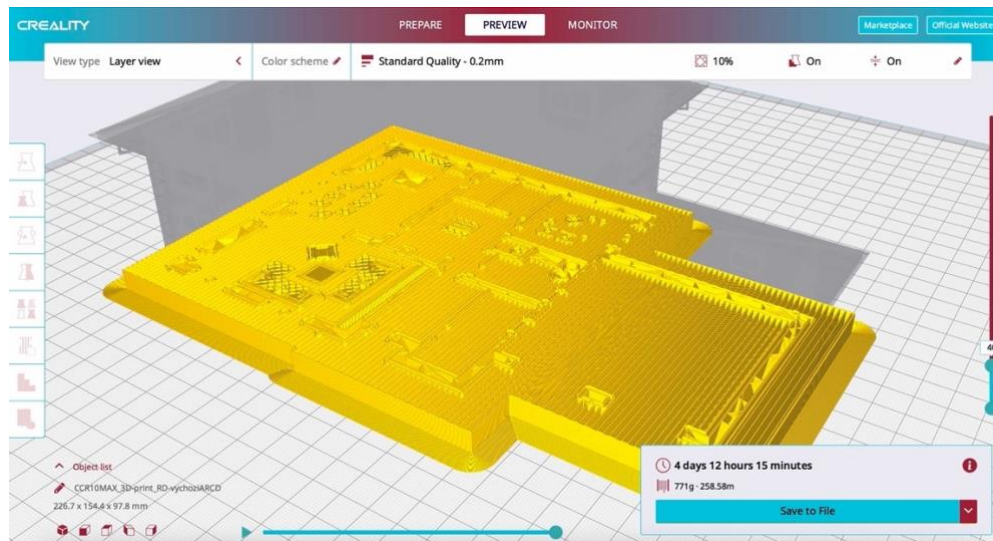 CREALITY
PREPARE PREVIEW MONITOR
Marketplace
Official Website
View type Layer view
Color scheme
Standard Quality - 0.2mm
10%
On
On
Object list
CCR10MAX_3D-print_RD-vychoziARCD
226.7 x 154.4 x 97.8 mm
4 days 12 hours 15 minutes
771g · 258.58m
Save to File